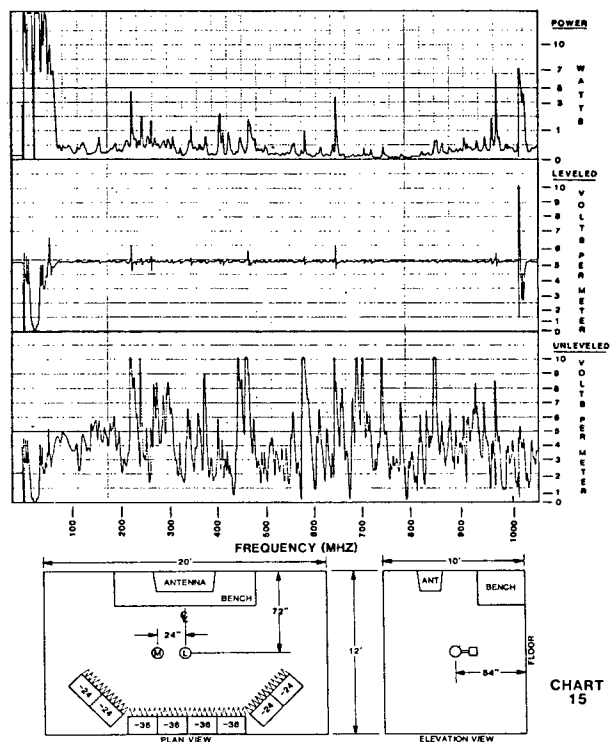 POWER
10
7
5
3
1
0
WATTS
LEVELED
10
9
8
7
6
5
4
3
2
1
0
VOLTS PER METER
UNLEVELED
10
9
8
7
6
5
4
3
2
1
0
VOLTS PER METER
100 200 300 400 500 600 700 800 900 1000
FREQUENCY (MHZ)
20'
ANTENNA
BENCH
72"
℄
24"
M L
-24 -24
-36 -36 -36 -36
-24 -24
PLAN VIEW
12'
10'
ANT
BENCH
FLOOR
54"
ELEVATION VIEW
CHART
15